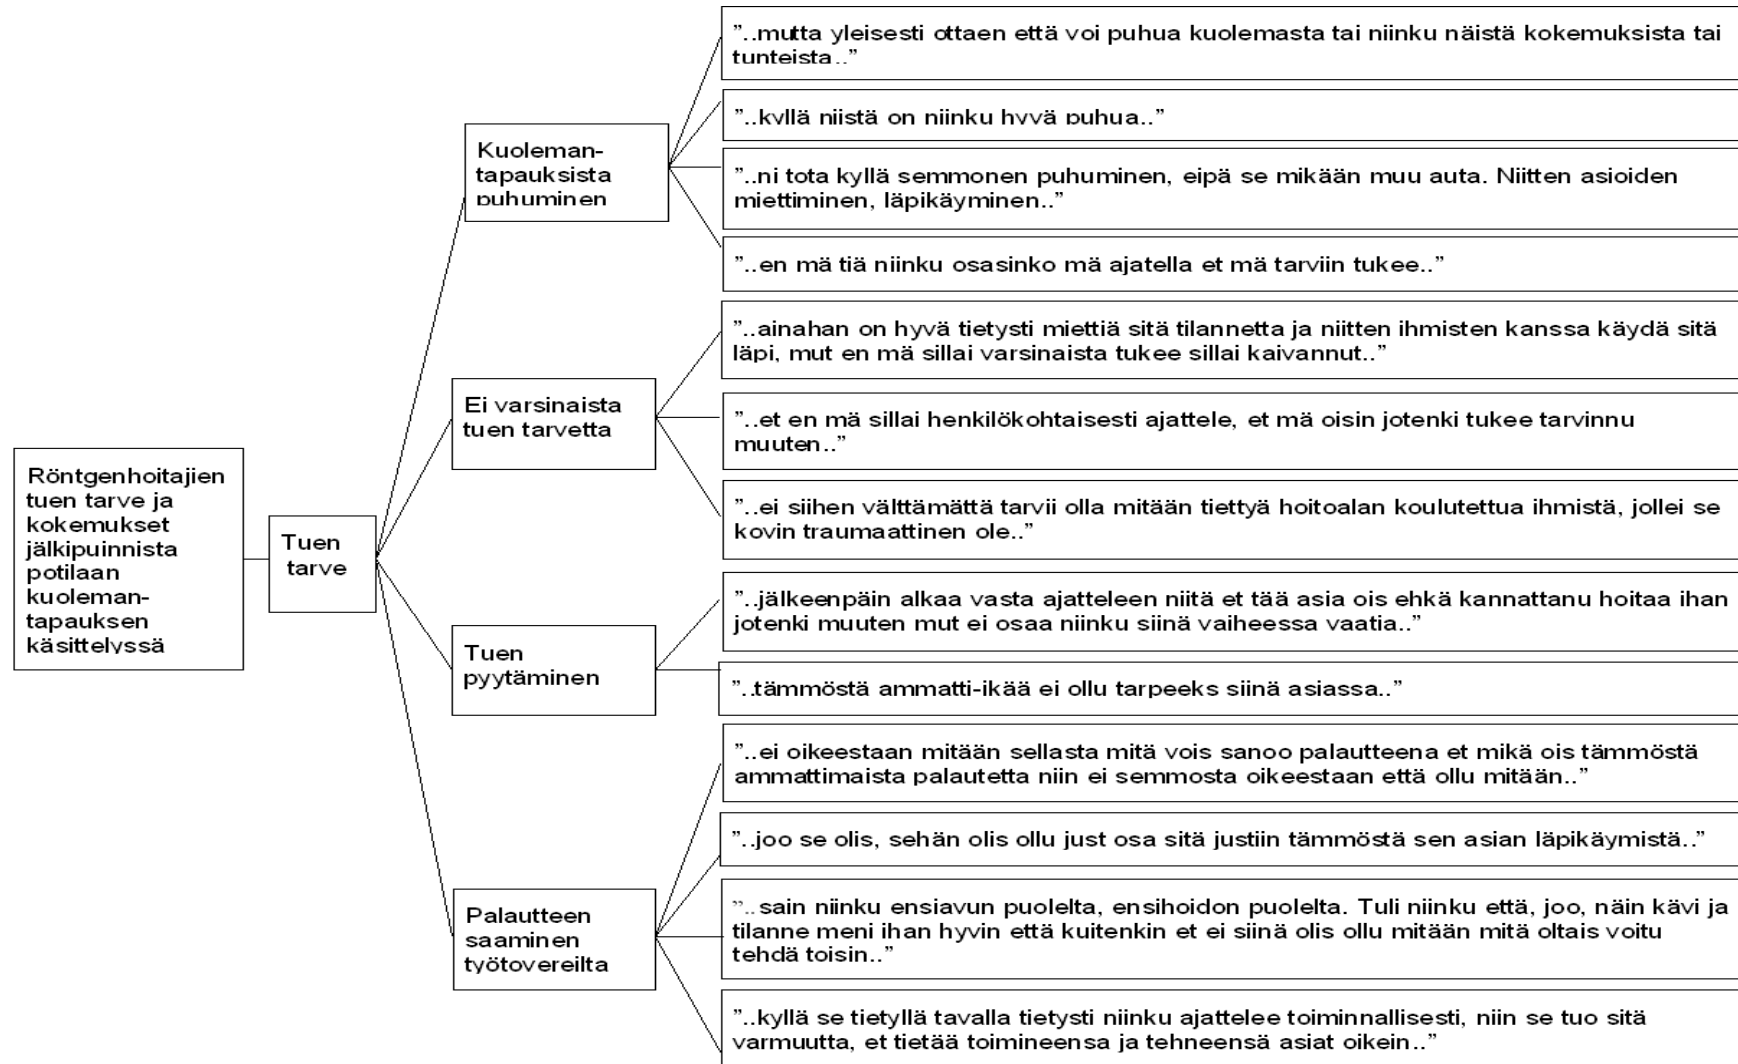 Röntgenhoitajien
tuen tarve ja
kokemukset
jälkipuinnista
potilaan
kuoleman-
tapauksen
käsittelyssä
Tuen
tarve
Kuoleman-
tapauksista
puhuminen
”..mutta yleisesti ottaen että voi puhua kuolemasta tai niinku näistä kokemuksista tai
tunteista..”
”..kyllä niistä on niinku hyvä puhua..”
”..ni tota kyllä semmonen puhuminen, eipä se mikään muu auta. Niitten asioiden
miettiminen, läpikäyminen..”
”..en mä tiä niinku osasinko mä ajatella et mä tarviin tukee..”
Ei varsinaista
tuen tarvetta
”..ainahan on hyvä tietysti miettiä sitä tilannetta ja niitten ihmisten kanssa käydä sitä
läpi, mut en mä sillai varsinaista tukee sillai kaivannut..”
”..et en mä sillai henkilökohtaisesti ajattele, et mä oisin jotenki tukee tarvinnu
muuten..”
”..ei siihen välttämättä tarvii olla mitään tiettyä hoitoalan koulutettua ihmistä, jollei se
kovin traumaattinen ole..”
Tuen
pyytäminen
”..jälkeenpäin alkaa vasta ajatteleen niitä et tää asia ois ehkä kannattanu hoitaa ihan
jotenki muuten mut ei osaa niinku siinä vaiheessa vaatia..”
”..tämmöstä ammatti-ikää ei ollu tarpeeks siinä asiassa..”
Palautteen
saaminen
työtovereilta
”..ei oikeestaan mitään sellasta mitä vois sanoo palautteena et mikä ois tämmöstä
ammattimaista palautetta niin ei semmosta oikeestaan että ollu mitään..”
”..joo se olis, sehän olis ollu just osa sitä justiin tämmöstä sen asian läpikäymistä..”
”..sain niinku ensiavun puolelta, ensihoidon puolelta. Tuli niinku että, joo, näin kävi ja
tilanne meni ihan hyvin että kuitenkin et ei siinä olis ollu mitään mitä oltais voitu
tehdä toisin..”
”..kyllä se tietyllä tavalla tietysti niinku ajattelee toiminnallisesti, niin se tuo sitä
varmuutta, et tietää toimineensa ja tehneensä asiat oikein..”